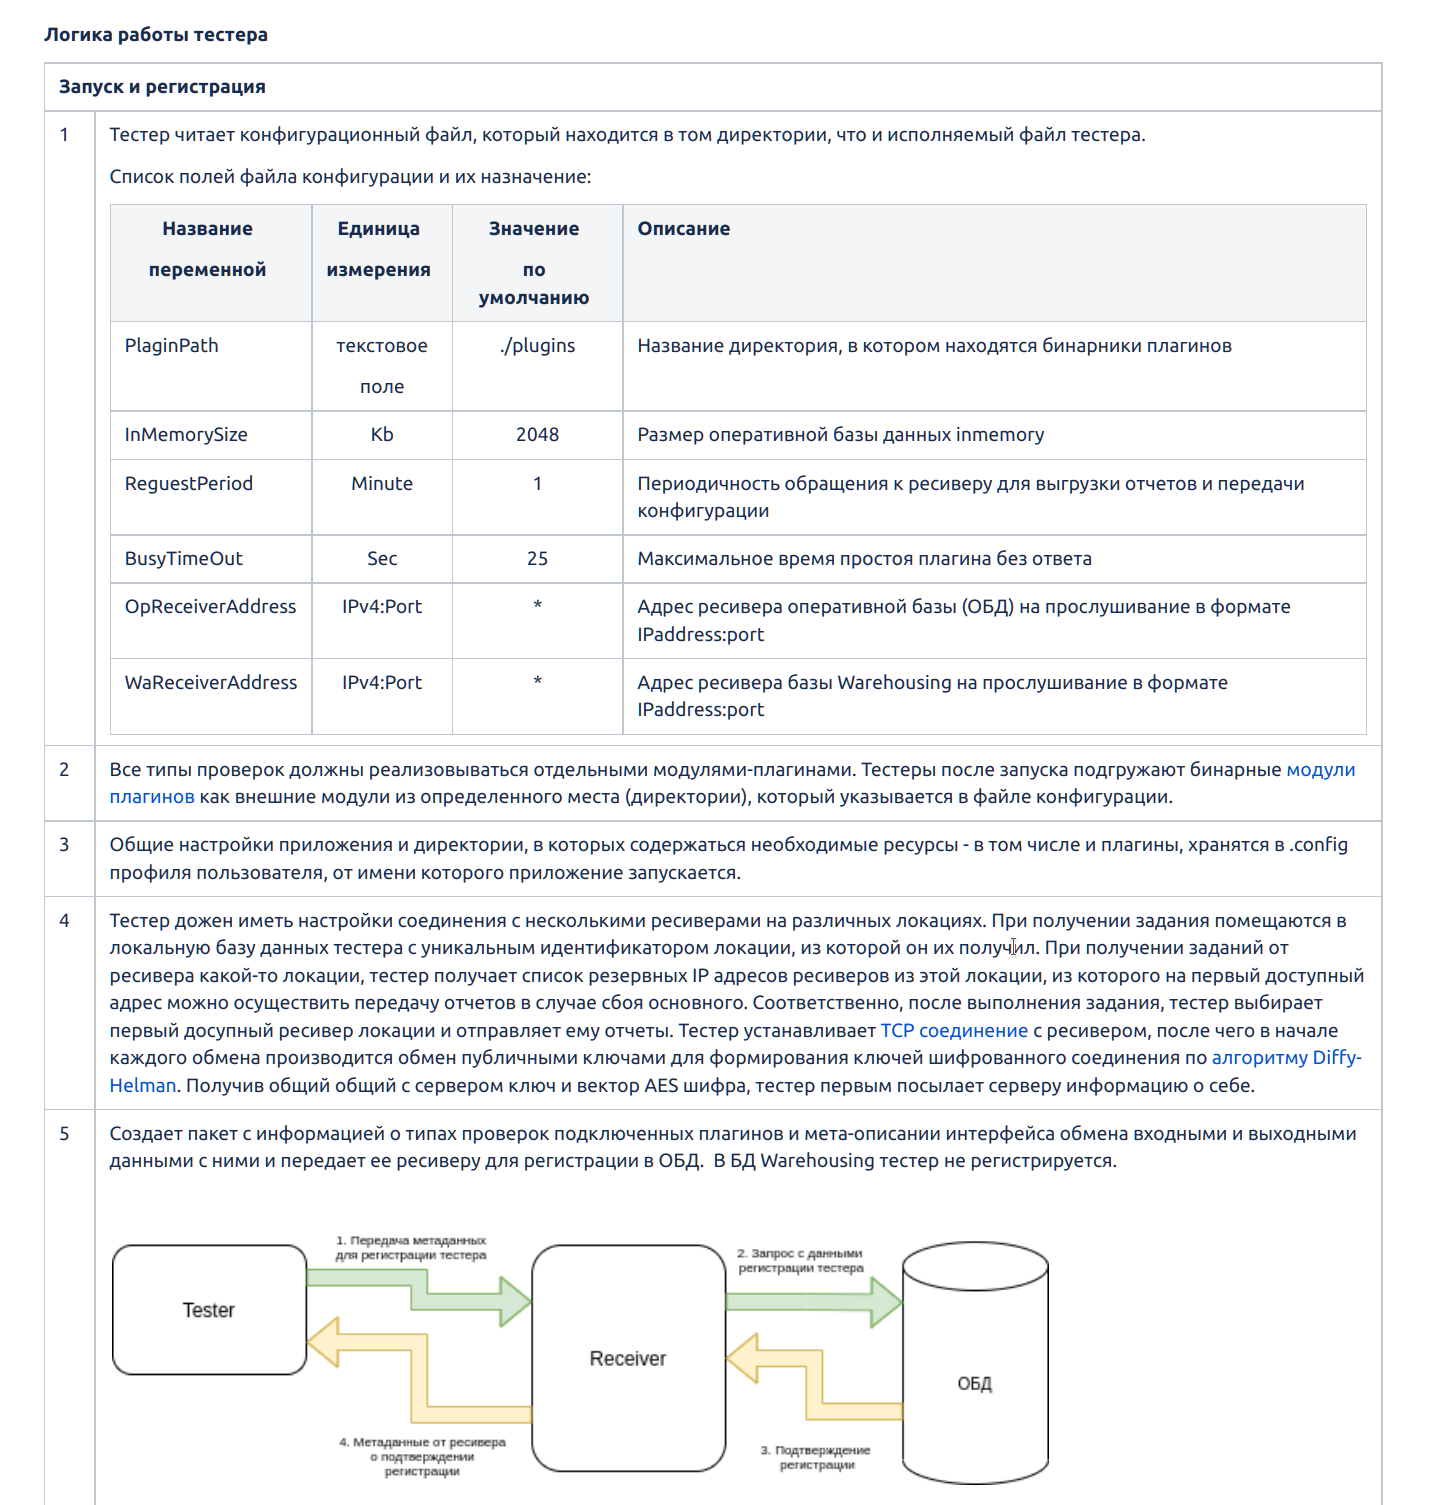 Логика работы тестера
Запуск и регистрация
1
Тестер читает конфигурационный файл, который находится в том директории, что и исполняемый файл тестера.
Список полей файла конфигурации и их назначение:
Название
переменной
Единица
измерения
Значение
по
умолчанию
Описание
PlaginPath
текстовое
поле
./plugins
Название директория, в котором находятся бинарники плагинов
InMemorySize
Kb
2048
Размер оперативной базы данных inmemory
ReguestPeriod
Minute
1
Периодичность обращения к ресиверу для выгрузки отчетов и передачи
конфигурации
BusyTimeOut
Sec
25
Максимальное время простоя плагина без ответа
OpReceiverAddress
IPv4:Port
*
Адрес ресивера оперативной базы (ОБД) на прослушивание в формате
IPaddress:port
WaReceiverAddress
IPv4:Port
*
Адрес ресивера базы Warehousing на прослушивание в формате
IPaddress:port
2
Все типы проверок должны реализовываться отдельными модулями-плагинами. Тестеры после запуска подгружают бинарные модули
плагинов как внешние модули из определенного места (директории), который указывается в файле конфигурации.
3
Общие настройки приложения и директории, в которых содержаться необходимые ресурсы - в том числе и плагины, хранятся в .config
профиля пользователя, от имени которого приложение запускается.
4
Тестер дожен иметь настройки соединения с несколькими ресиверами на различных локациях. При получении задания помещаются в
локальную базу данных тестера с уникальным идентификатором локации, из которой он их получил. При получении заданий от
ресивера какой-то локации, тестер получает список резервных IP адресов ресиверов из этой локации, из которого на первый доступный
адрес можно осуществить передачу отчетов в случае сбоя основного. Соответственно, после выполнения задания, тестер выбирает
первый досупный ресивер локации и отправляет ему отчеты. Тестер устанавливает TCP соединение с ресивером, после чего в начале
каждого обмена производится обмен публичными ключами для формирования ключей шифрованного соединения по алгоритму Diffy-
Helman. Получив общий общий с сервером ключ и вектор AES шифра, тестер первым посылает серверу информацию о себе.
5
Создает пакет с информацией о типах проверок подключенных плагинов и мета-описании интерфейса обмена входными и выходными
данными с ними и передает ее ресиверу для регистрации в ОБД. В БД Warehousing тестер не регистрируется.
1. Передача метаданных
для регистрации тестера
2. Запрос с данными
регистрации тестера
Tester
Receiver
ОБД
4. Метаданные от ресивера
о подтверждении
регистрации
3. Подтверждение
регистрации